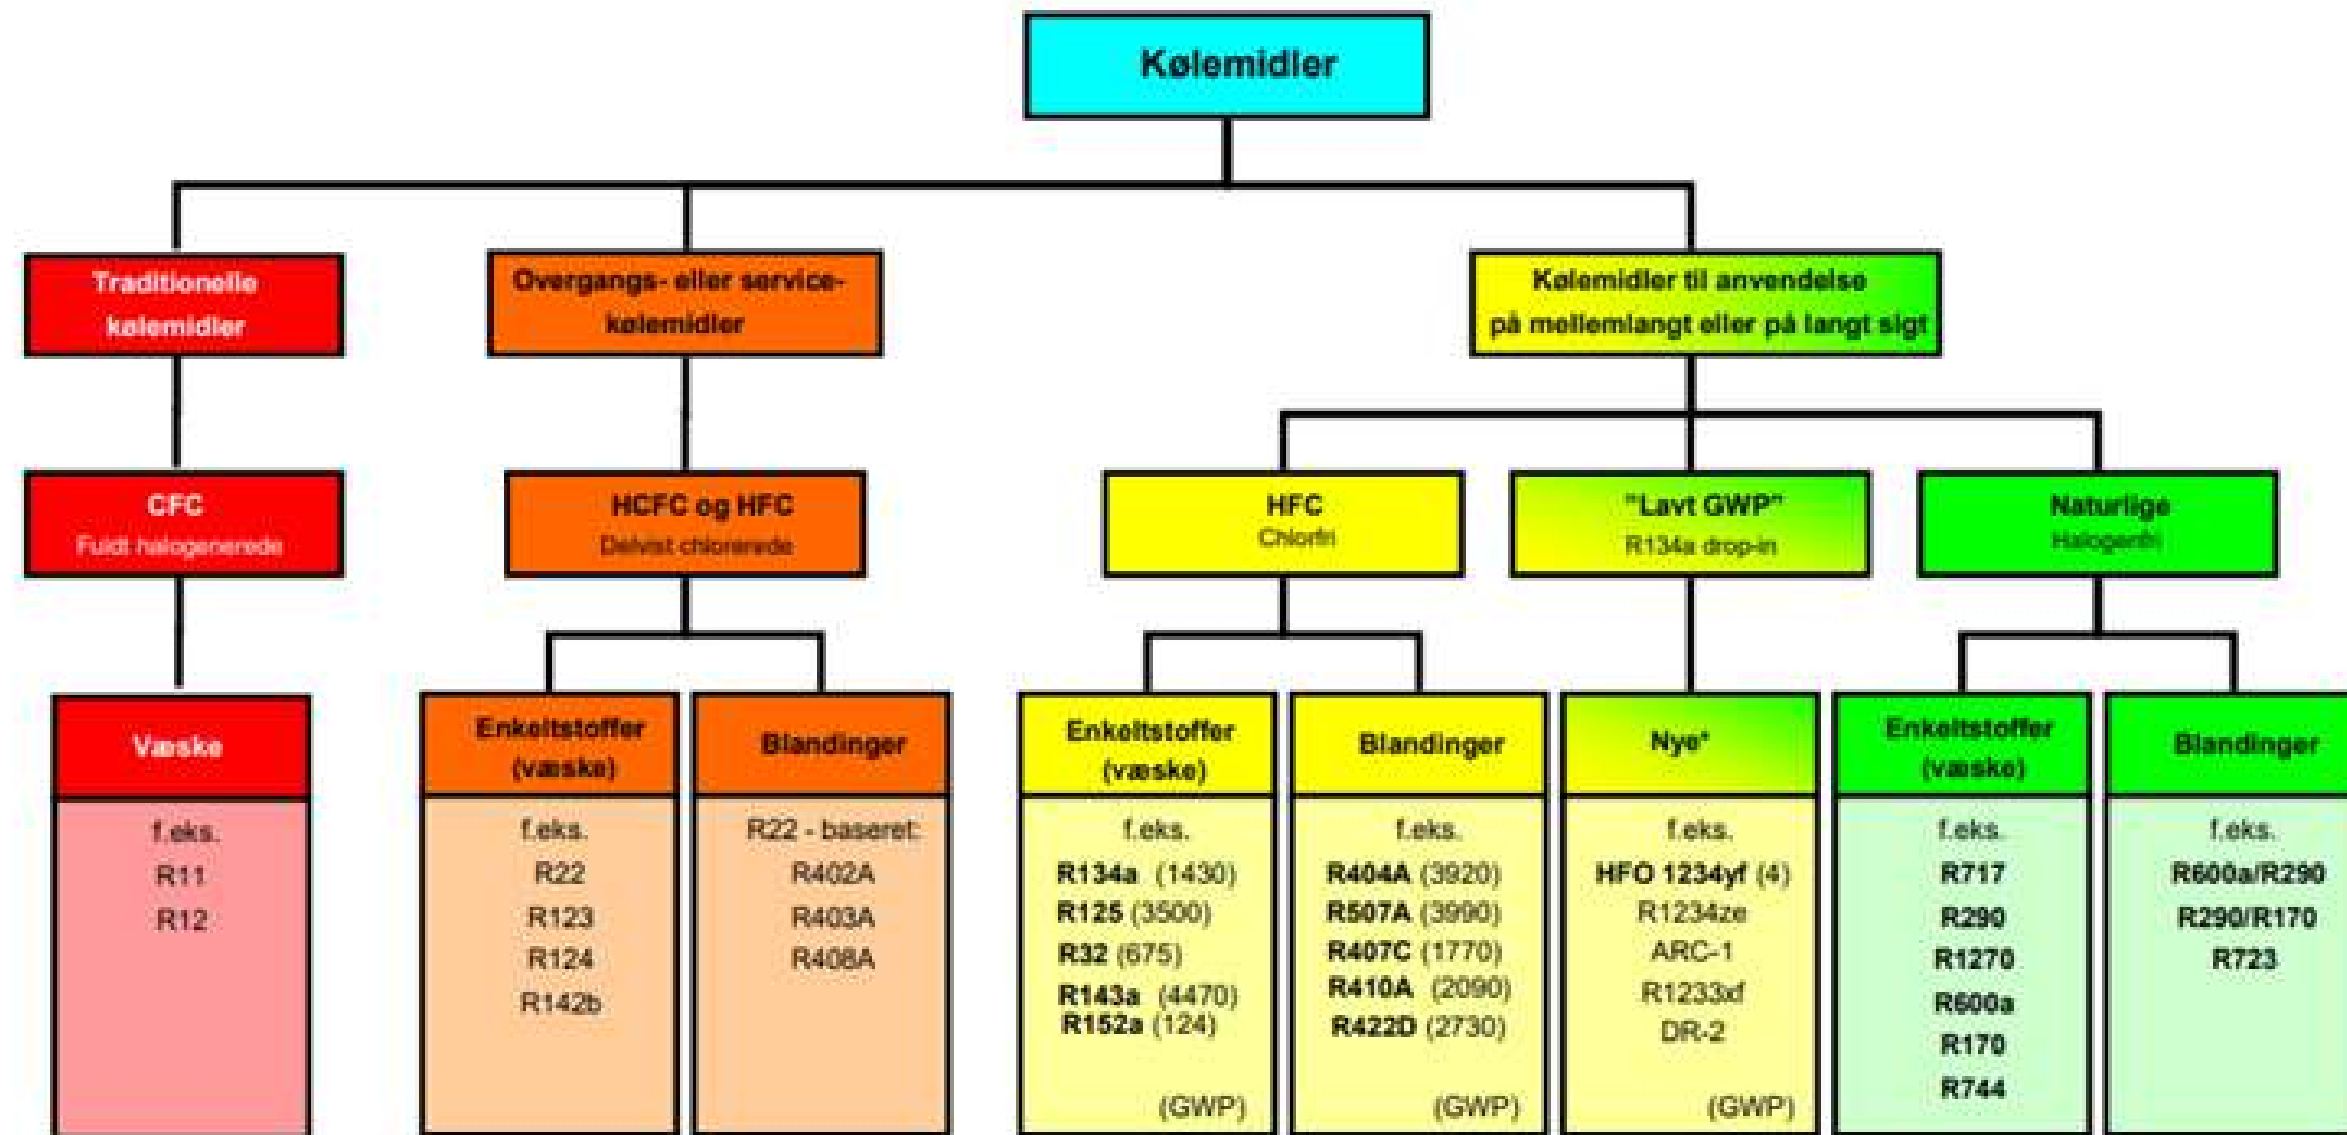 Kølemidler
Traditionelle
kølemidler
Overgangs- eller service-
kølemidler
Kølemidler til anvendelse
på mellemlangt eller på langt sigt
CFC
Fuldt halogenerede
HCFC og HFC
Delvist chlorerede
HFC
Chlorfri
"Lavt GWP"
R134a drop-in
Naturlige
Halogenfri
Væske
f.eks.
R11
R12
Enkeltstoffer
(væske)
f.eks.
R22
R123
R124
R142b
Blandinger
R22 - baseret:
R402A
R403A
R408A
Enkeltstoffer
(væske)
f.eks.
R134a (1430)
R125 (3500)
R32 (675)
R143a (4470)
R152a (124)
(GWP)
Blandinger
f.eks.
R404A (3920)
R507A (3990)
R407C (1770)
R410A (2090)
R422D (2730)
(GWP)
Nye*
f.eks.
HFO 1234yf (4)
R1234ze
ARC-1
R1233xf
DR-2
(GWP)
Enkeltstoffer
(væske)
f.eks.
R717
R290
R1270
R600a
R170
R744
Blandinger
f.eks.
R600a/R290
R290/R170
R723